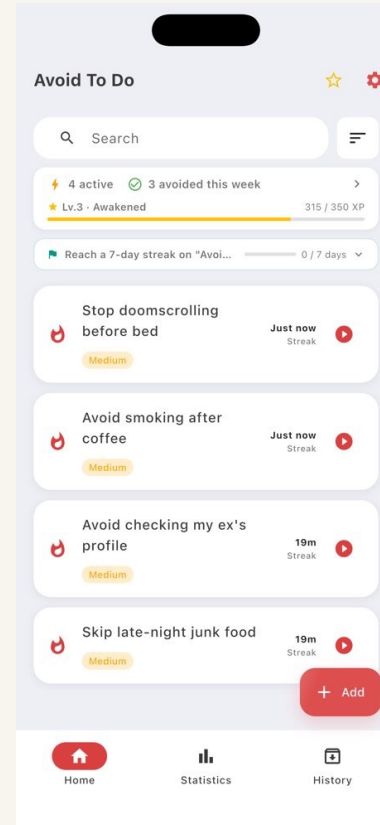 Avoid To Do
Search
4 active 3 avoided this week
Lv.3 · Awakened 315 / 350 XP
Reach a 7-day streak on "Avoi... 0 / 7 days
Stop doomscrolling
before bed
Just now
Streak
Medium
Avoid smoking after
coffee
Just now
Streak
Medium
Avoid checking my ex's
profile
19m
Streak
Medium
Skip late-night junk food
19m
Streak
Medium
+ Add
Home Statistics History